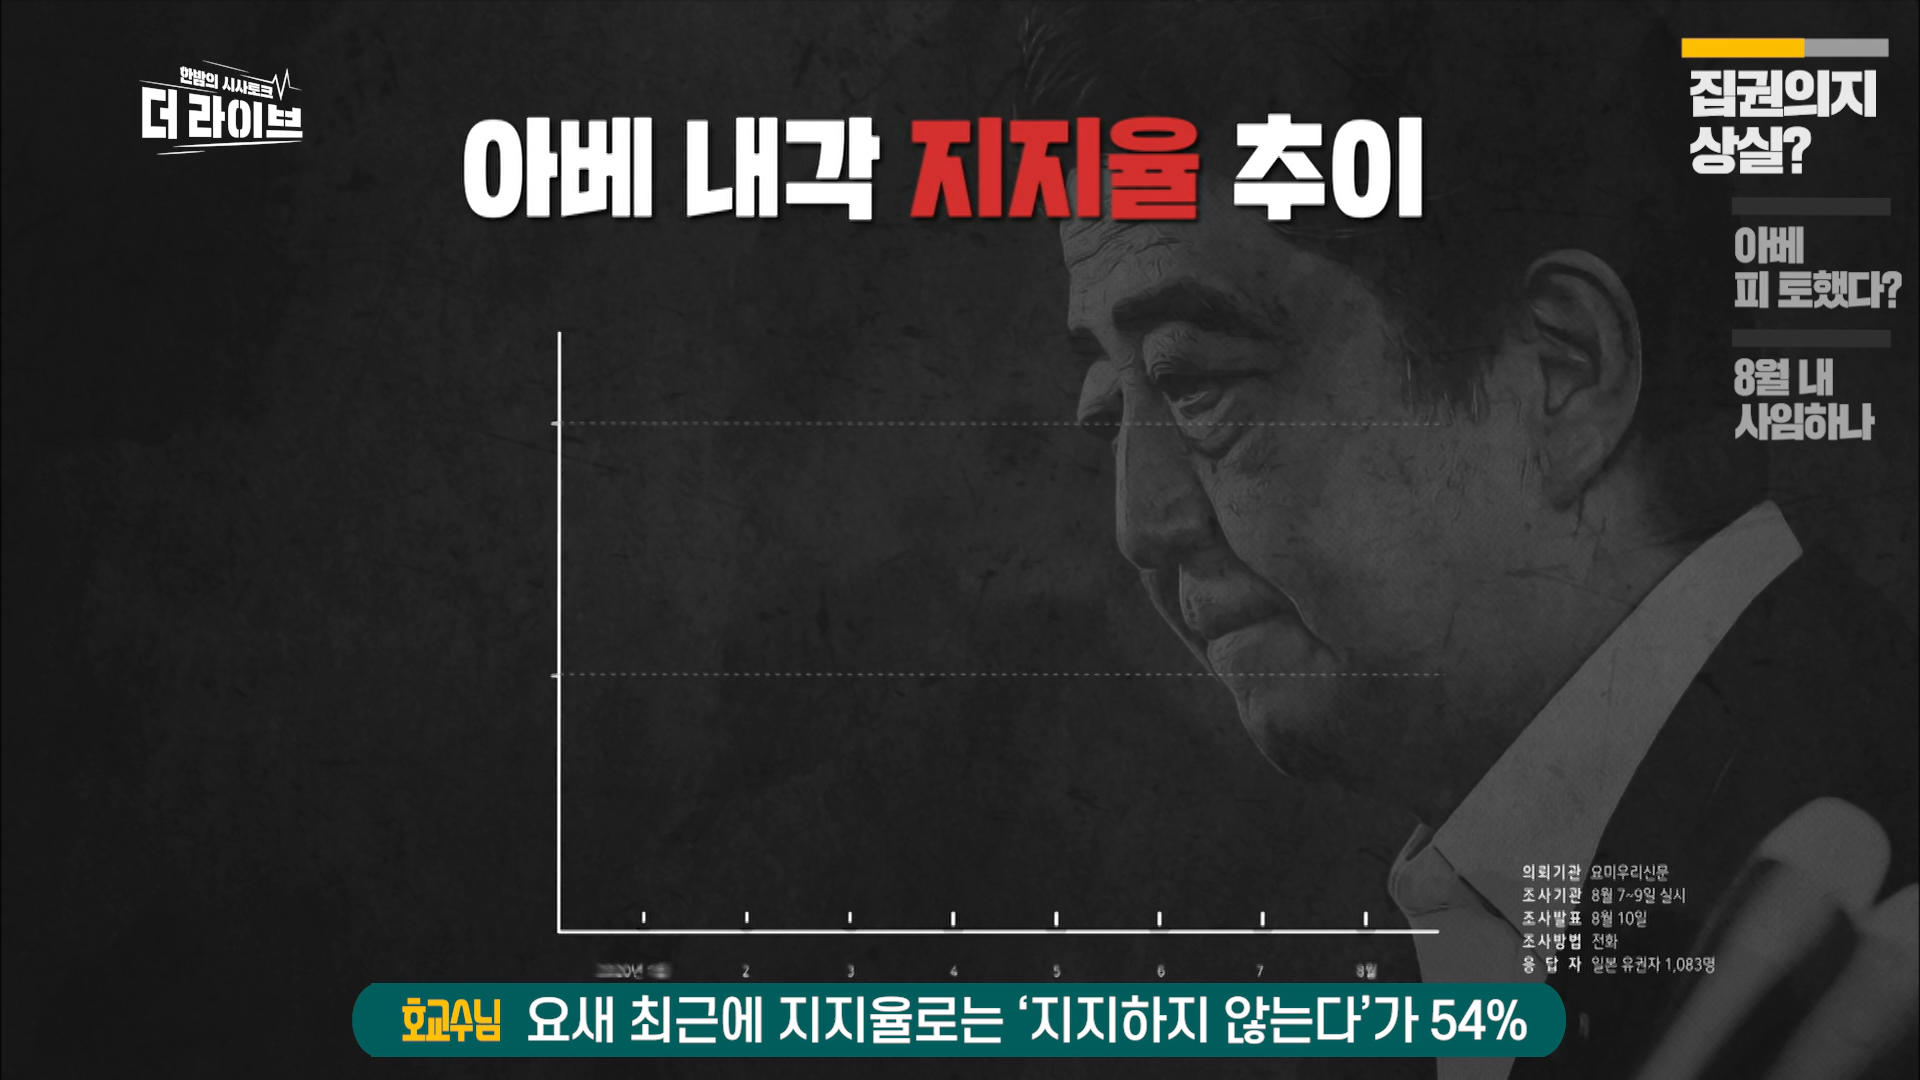 한밤의 시사토크
더 라이브
아베 내각 지지율 추이
집권의지
상실?
아베
피 토했다?
8월 내
사임하나
2 3 4 5 6 7 8월
의뢰기관 요미우리신문
조사기관 8월 7~9일 실시
조사발표 8월 10일
조사방법 전화
응답자 일본 유권자 1,083명
호교수님 요새 최근에 지지율로는 ‘지지하지 않는다’가 54%